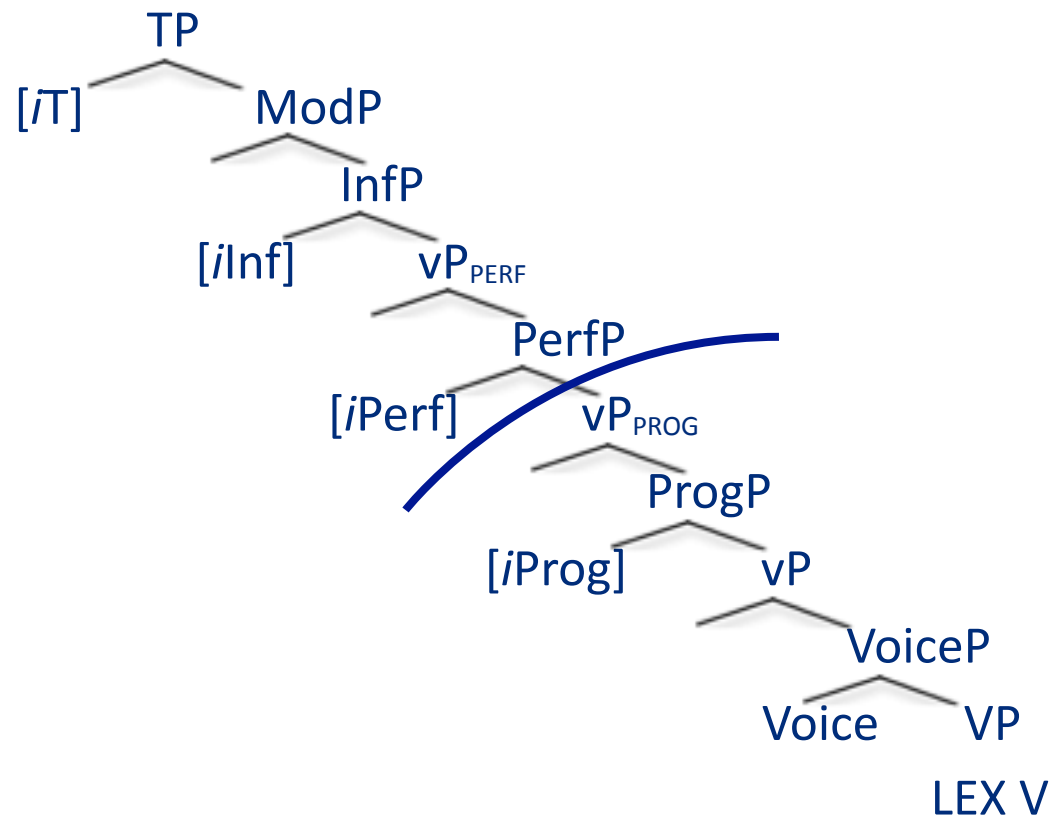 TP
[iT]
ModP
InfP
[iInf]
vPPERF
PerfP
[iPerf]
vPPROG
ProgP
[iProg]
vP
VoiceP
Voice
VP
LEX V